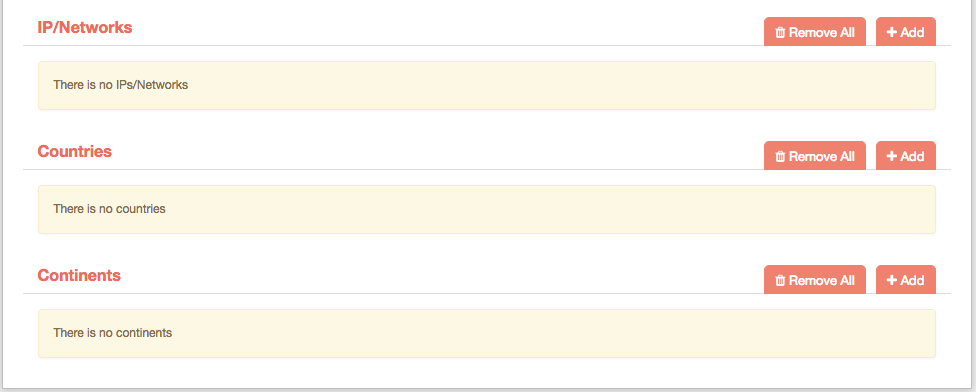 IP/Networks
Remove All
Add
There is no IPs/Networks
Countries
Remove All
Add
There is no countries
Continents
Remove All
Add
There is no continents